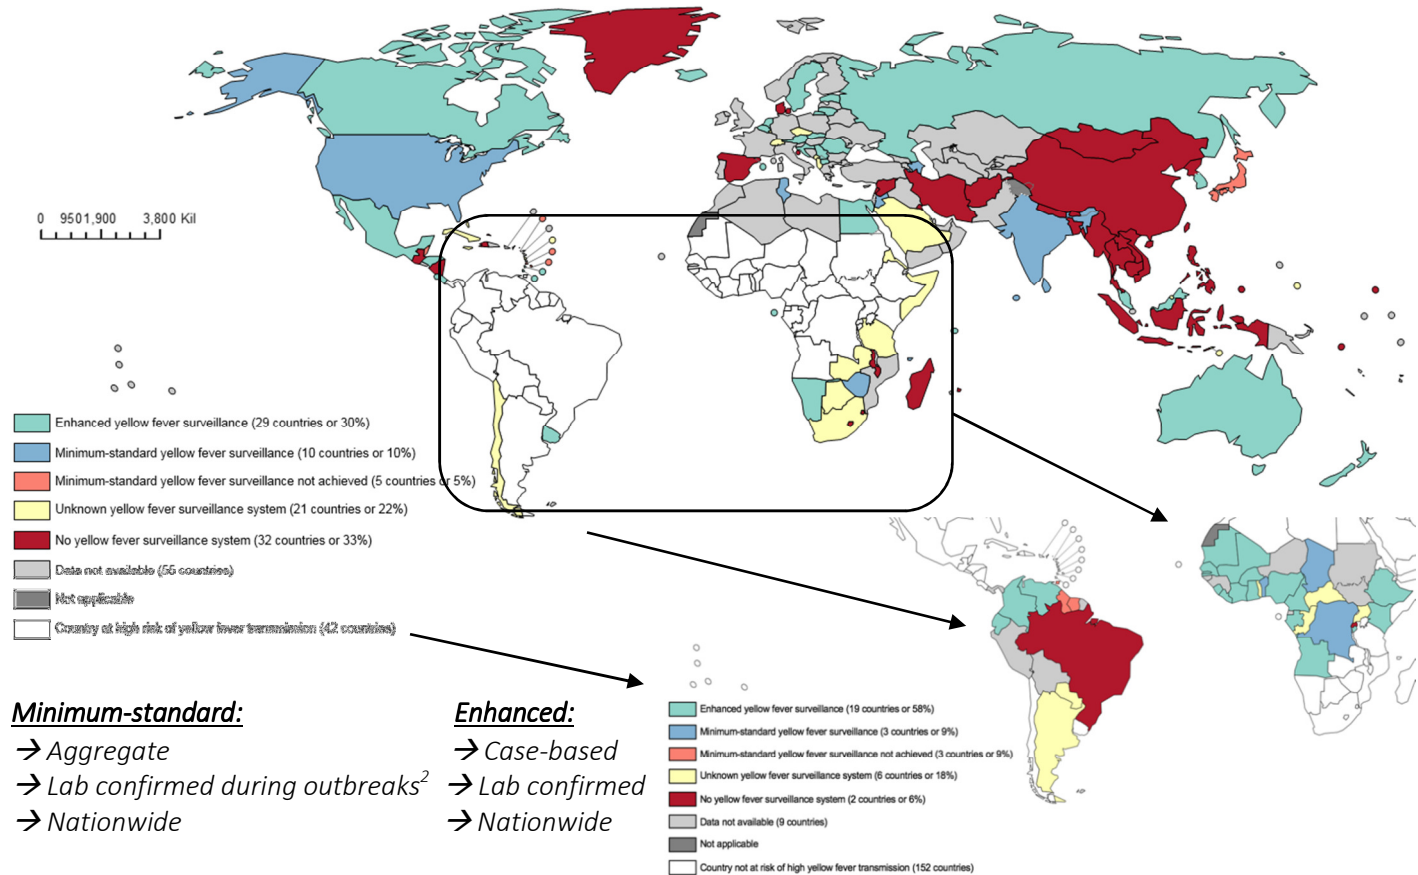 0 9501,900 3,800 Kil
Enhanced yellow fever surveillance (29 countries or 30%)
Minimum-standard yellow fever surveillance (10 countries or 10%)
Minimum-standard yellow fever surveillance not achieved (5 countries or 5%)
Unknown yellow fever surveillance system (21 countries or 22%)
No yellow fever surveillance system (32 countries or 33%)
Data not available (55 countries)
Not applicable
Country at high risk of yellow fever transmission (42 countries)
Minimum-standard:
→ Aggregate
→ Lab confirmed during outbreaks²
→ Nationwide
Enhanced:
→ Case-based
→ Lab confirmed
→ Nationwide
Enhanced yellow fever surveillance (19 countries or 58%)
Minimum-standard yellow fever surveillance (3 countries or 9%)
Minimum-standard yellow fever surveillance not achieved (3 countries or 9%)
Unknown yellow fever surveillance system (6 countries or 18%)
No yellow fever surveillance system (2 countries or 6%)
Data not available (9 countries)
Not applicable
Country not at risk of high yellow fever transmission (152 countries)